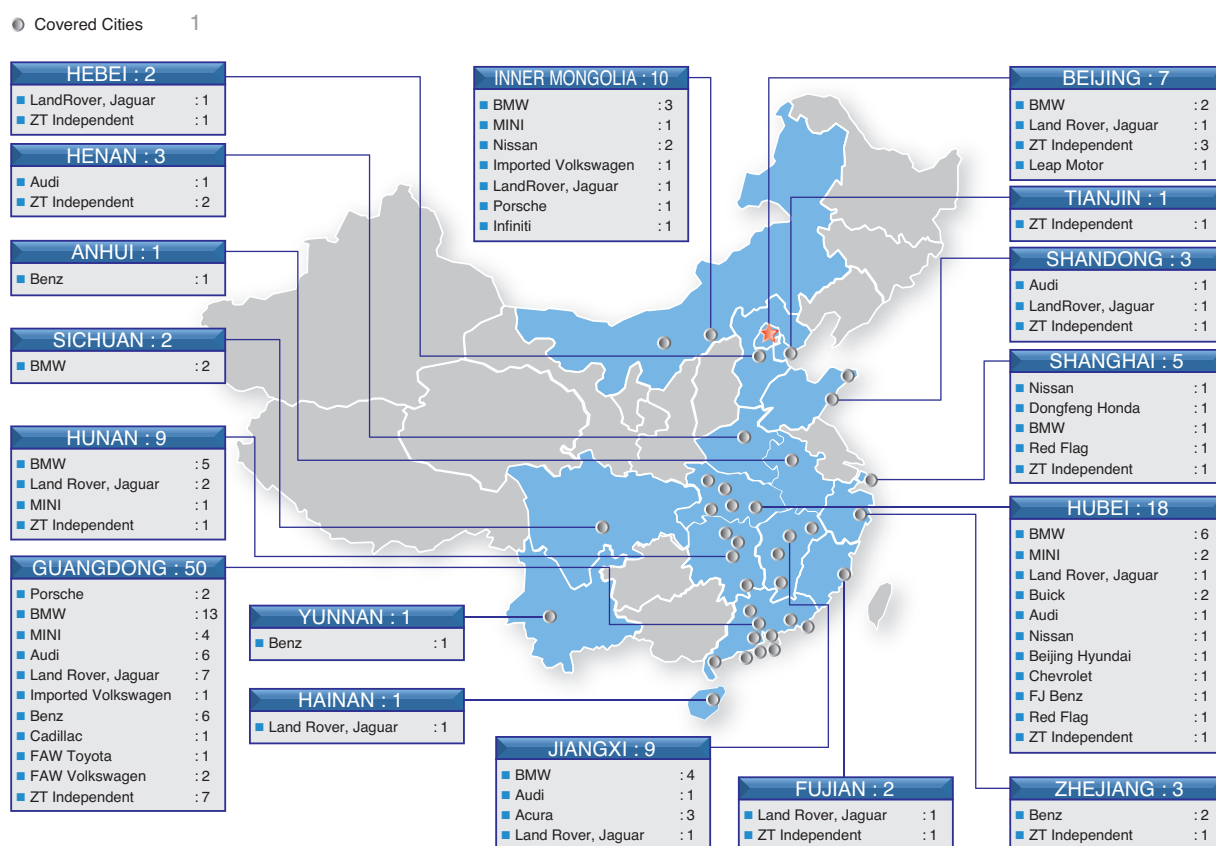 Covered Cities 1
HEBEI : 2
LandRover, Jaguar : 1
ZT Independent : 1
HENAN : 3
Audi : 1
ZT Independent : 2
ANHUI : 1
Benz : 1
SICHUAN : 2
BMW : 2
HUNAN : 9
BMW : 5
Land Rover, Jaguar : 2
MINI : 1
ZT Independent : 1
GUANGDONG : 50
Porsche : 2
BMW : 13
MINI : 4
Audi : 6
Land Rover, Jaguar : 7
Imported Volkswagen : 1
Benz : 6
Cadillac : 1
FAW Toyota : 1
FAW Volkswagen : 2
ZT Independent : 7
INNER MONGOLIA : 10
BMW : 3
MINI : 1
Nissan : 2
Imported Volkswagen : 1
LandRover, Jaguar : 1
Porsche : 1
Infiniti : 1
YUNNAN : 1
Benz : 1
HAINAN : 1
Land Rover, Jaguar : 1
JIANGXI : 9
BMW : 4
Audi : 1
Acura : 3
Land Rover, Jaguar : 1
FUJIAN : 2
Land Rover, Jaguar : 1
ZT Independent : 1
BEIJING : 7
BMW : 2
Land Rover, Jaguar : 1
ZT Independent : 3
Leap Motor : 1
TIANJIN : 1
ZT Independent : 1
SHANDONG : 3
Audi : 1
LandRover, Jaguar : 1
ZT Independent : 1
SHANGHAI : 5
Nissan : 1
Dongfeng Honda : 1
BMW : 1
Red Flag : 1
ZT Independent : 1
HUBEI : 18
BMW : 6
MINI : 2
Land Rover, Jaguar : 1
Buick : 2
Audi : 1
Nissan : 1
Beijing Hyundai : 1
Chevrolet : 1
FJ Benz : 1
Red Flag : 1
ZT Independent : 1
ZHEJIANG : 3
Benz : 2
ZT Independent : 1